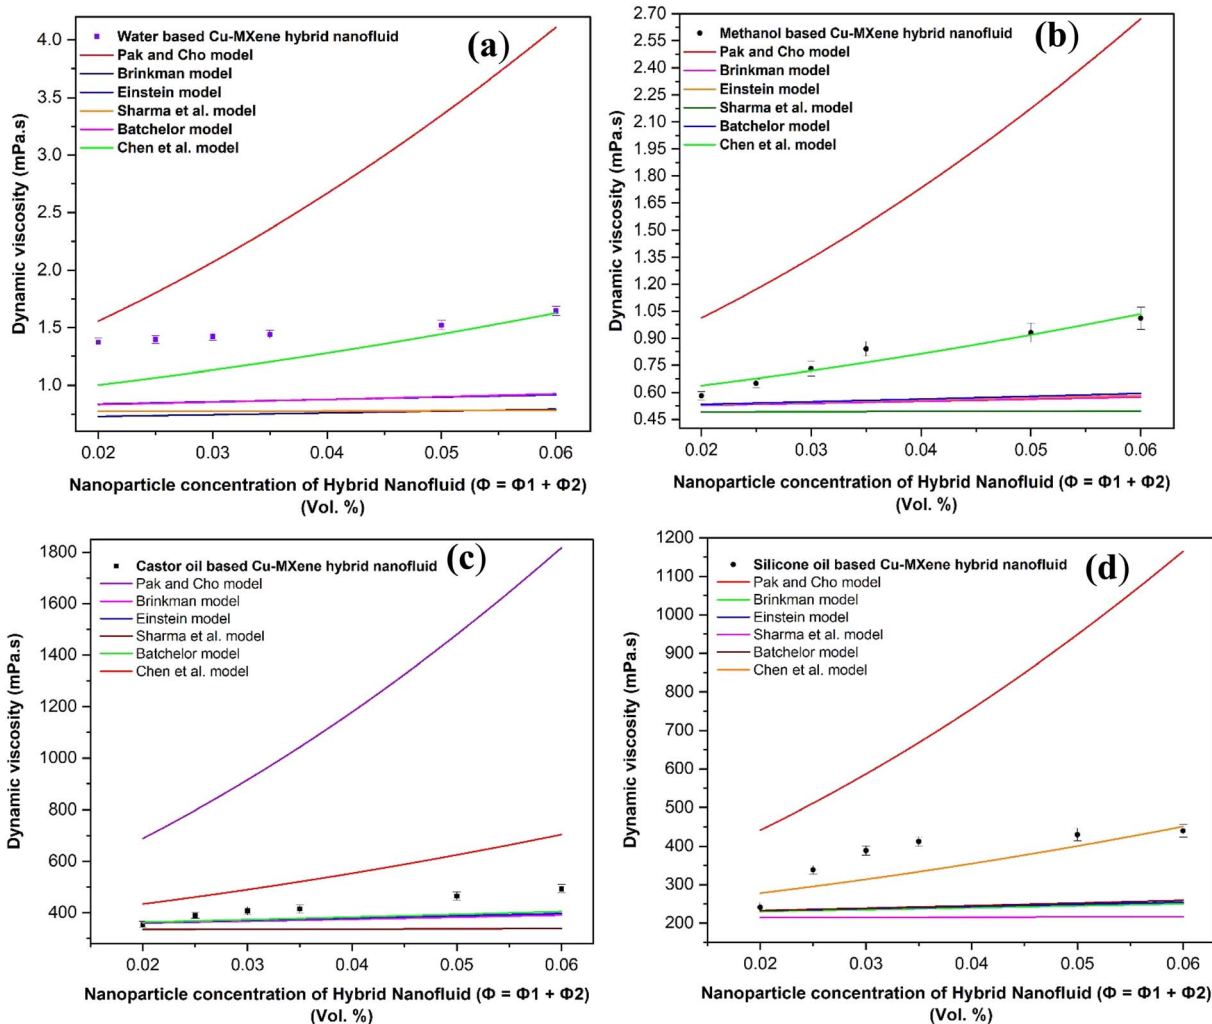 (a)
Water based Cu-MXene hybrid nanofluid
Pak and Cho model
Brinkman model
Einstein model
Sharma et al. model
Batchelor model
Chen et al. model
Dynamic viscosity (mPa.s)
4.0
3.5
3.0
2.5
2.0
1.5
1.0
0.02
0.03
0.04
0.05
0.06
Nanoparticle concentration of Hybrid Nanofluid (Φ = Φ1 + Φ2)
(Vol. %)
(b)
Methanol based Cu-MXene hybrid nanofluid
Pak and Cho model
Brinkman model
Einstein model
Sharma et al. model
Batchelor model
Chen et al. model
Dynamic viscosity (mPa.s)
2.70
2.55
2.40
2.25
2.10
1.95
1.80
1.65
1.50
1.35
1.20
1.05
0.90
0.75
0.60
0.45
0.02
0.03
0.04
0.05
0.06
Nanoparticle concentration of Hybrid Nanofluid (Φ = Φ1 + Φ2)
(Vol. %)
(c)
Castor oil based Cu-MXene hybrid nanofluid
Pak and Cho model
Brinkman model
Einstein model
Sharma et al. model
Batchelor model
Chen et al. model
Dynamic viscosity (mPa.s)
1800
1600
1400
1200
1000
800
600
400
0.02
0.03
0.04
0.05
0.06
Nanoparticle concentration of Hybrid Nanofluid (Φ = Φ1 + Φ2)
(Vol. %)
(d)
Silicone oil based Cu-MXene hybrid nanofluid
Pak and Cho model
Brinkman model
Einstein model
Sharma et al. model
Batchelor model
Chen et al. model
Dynamic viscosity (mPa.s)
1200
1100
1000
900
800
700
600
500
400
300
200
0.02
0.03
0.04
0.05
0.06
Nanoparticle concentration of Hybrid Nanofluid (Φ = Φ1 + Φ2)
(Vol. %)